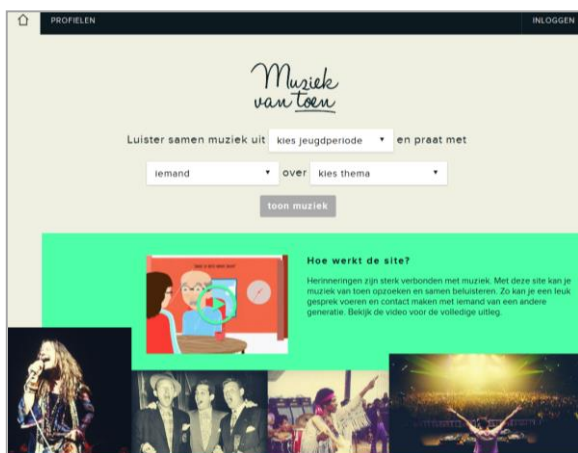 PROFIELEN INLOGGEN
Muziek
van toen
Luister samen muziek uit kies jeugdperiode en praat met
iemand over kies thema
toon muziek
Hoe werkt de site?
Herinneringen zijn sterk verbonden met muziek. Met deze site kan je
muziek van toen opzoeken en samen beluisteren. Zo kan je een leuk
gesprek voeren en contact maken met iemand van een andere
generatie. Bekijk de video voor de volledige uitleg.